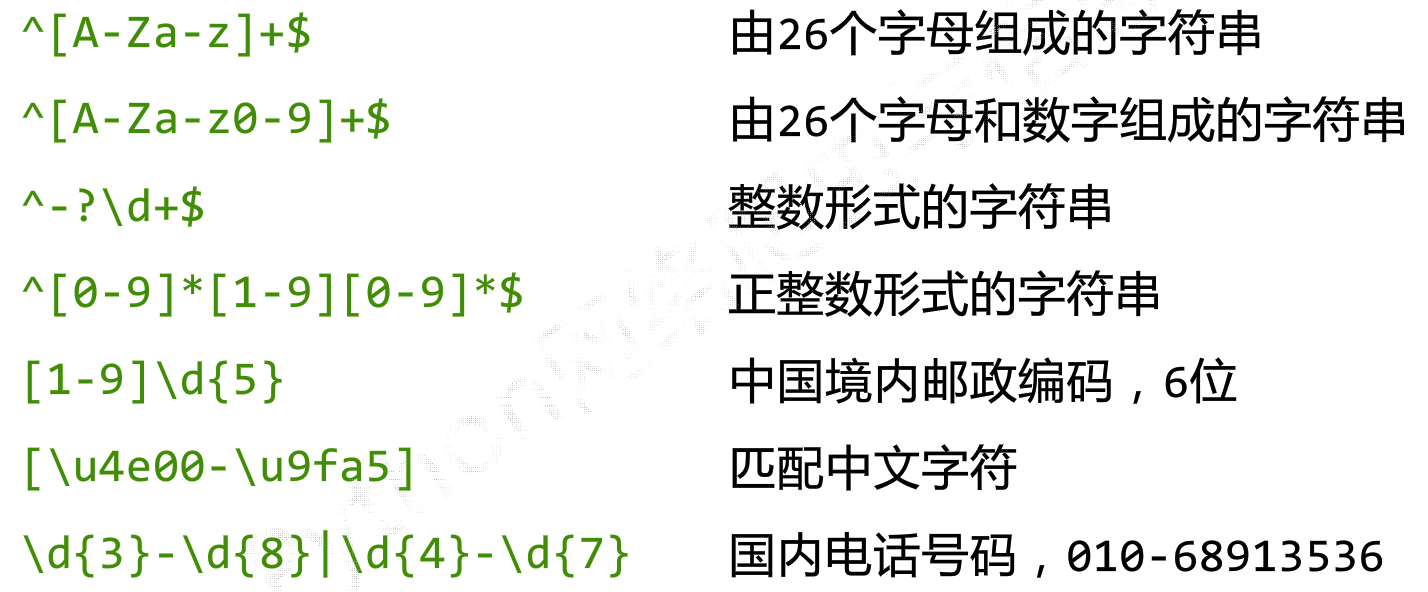 ^[A-Za-z]+$ 由26个字母组成的字符串
^[A-Za-z0-9]+$ 由26个字母和数字组成的字符串
^-?\d+$ 整数形式的字符串
^[0-9]*[1-9][0-9]*$ 正整数形式的字符串
[1-9]\d{5} 中国境内邮政编码，6位
[\u4e00-\u9fa5] 匹配中文字符
\d{3}-\d{8}|\d{4}-\d{7} 国内电话号码，010-68913536